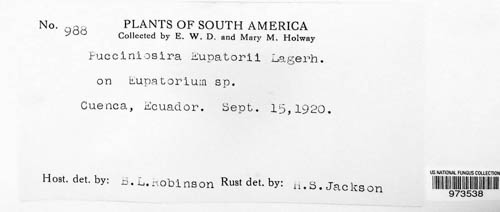 No. 988 PLANTS OF SOUTH AMERICA
Collected by E. W. D. and Mary M. Holway
Pucciniosira Eupatorii Lagerh.
on Eupatorium sp.
Cuenca, Ecuador. Sept. 15,1920.
Host. det. by: B.L.Robinson Rust det. by: H.S.Jackson
US NATIONAL FUNGUS COLLECTIONS
973538